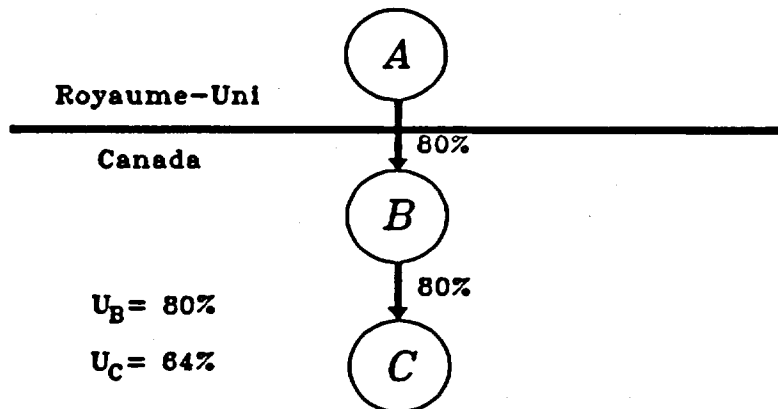 A
Royaume-Uni
80%
Canada
B
80%
U_B= 80%
U_C= 64%
C